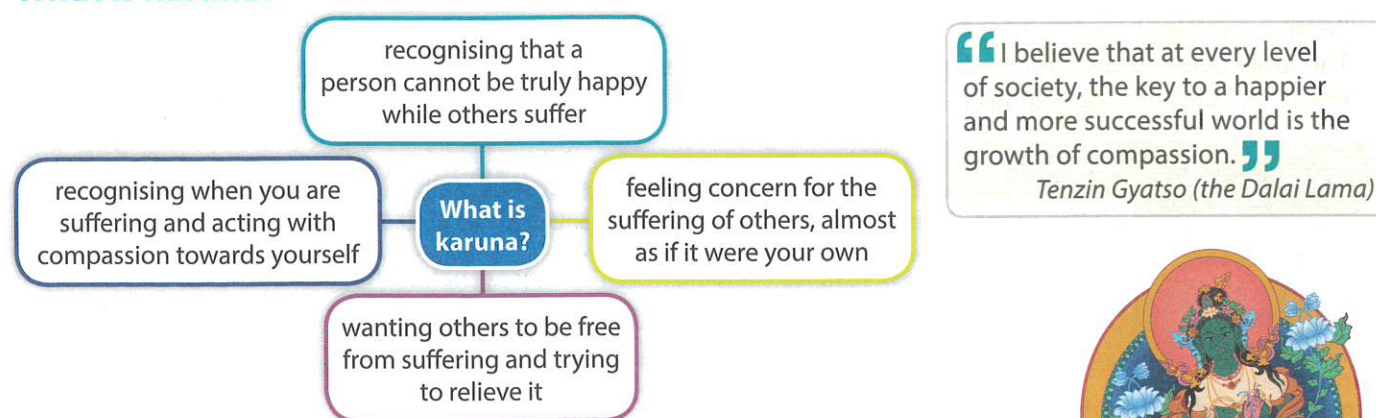 recognising that a
person cannot be truly happy
while others suffer
recognising when you are
suffering and acting with
compassion towards yourself
What is
karuna?
feeling concern for the
suffering of others, almost
as if it were your own
wanting others to be free
from suffering and trying
to relieve it
“I believe that at every level
of society, the key to a happier
and more successful world is the
growth of compassion.”
Tenzin Gyatso (the Dalai Lama)